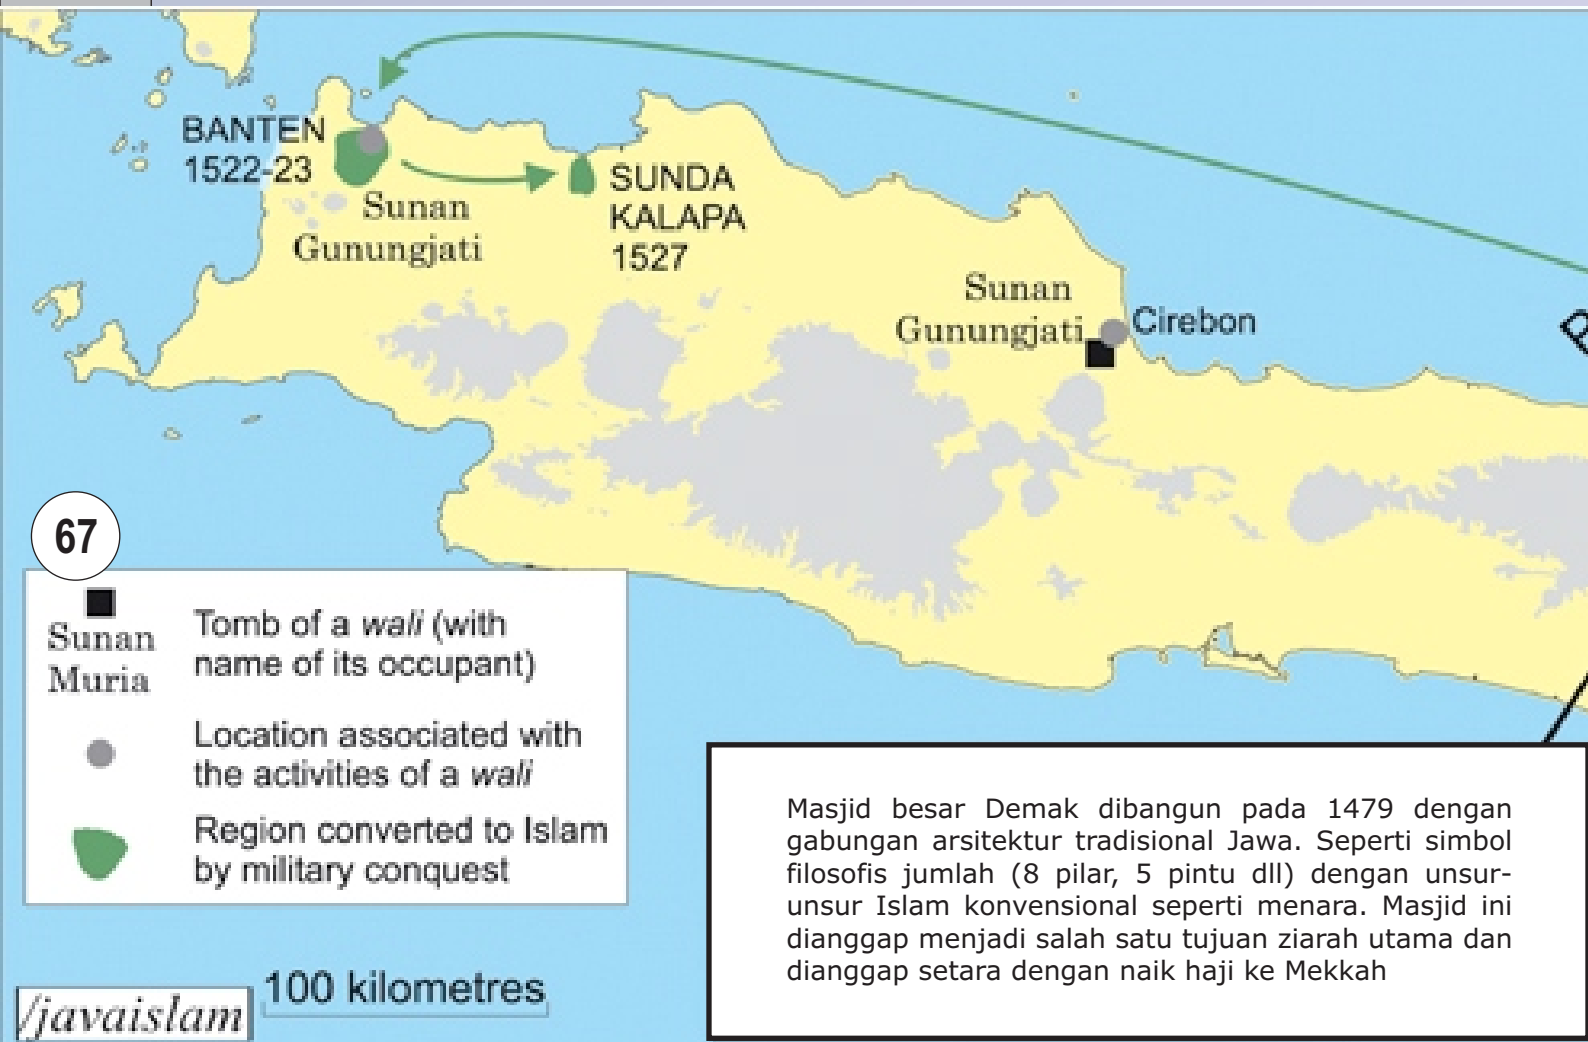 BANTEN
1522-23
Sunan
Gunungjati
SUNDA
KALAPA
1527
Sunan
Gunungjati
Cirebon
67
Sunan
Muria
Tomb of a wali (with
name of its occupant)
Location associated with
the activities of a wali
Region converted to Islam
by military conquest
/javaislam
100 kilometres
Masjid besar Demak dibangun pada 1479 dengan
gabungan arsitektur tradisional Jawa. Seperti simbol
filosofis jumlah (8 pilar, 5 pintu dll) dengan unsur-
unsur Islam konvensional seperti menara. Masjid ini
dianggap menjadi salah satu tujuan ziarah utama dan
dianggap setara dengan naik haji ke Mekkah